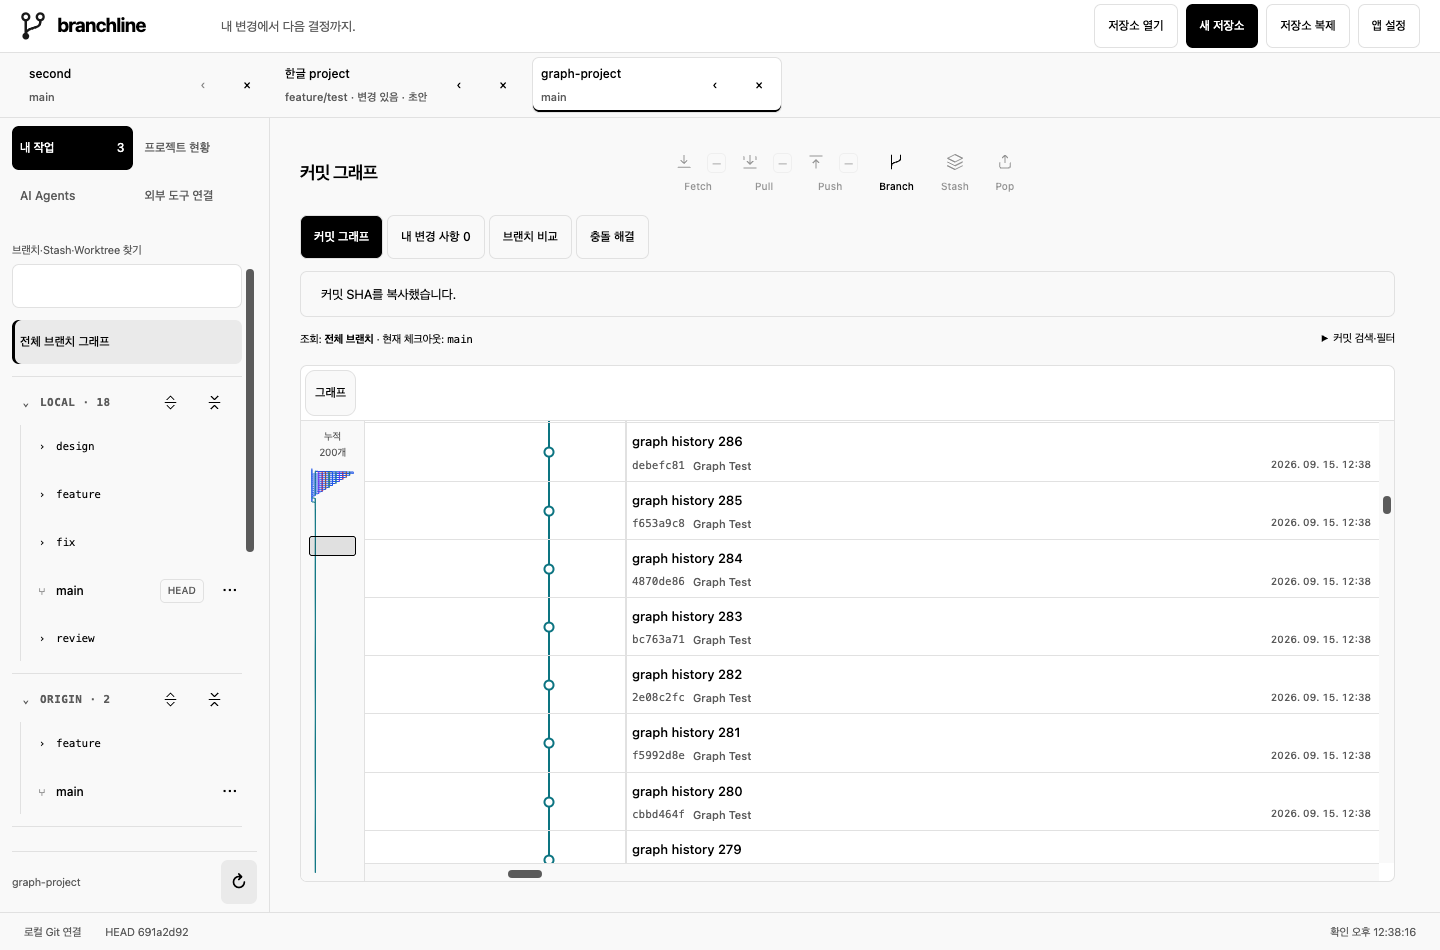 branchline
내 변경에서 다음 결정까지.
저장소 열기
새 저장소
저장소 복제
앱 설정
second
main
한글 project
feature/test · 변경 있음 · 초안
graph-project
main
내 작업 3
프로젝트 현황
AI Agents
외부 도구 연결
브랜치·Stash·Worktree 찾기
전체 브랜치 그래프
LOCAL · 18
design
feature
fix
main HEAD
review
ORIGIN · 2
feature
main
graph-project
커밋 그래프
Fetch
Pull
Push
Branch
Stash
Pop
커밋 그래프
내 변경 사항 0
브랜치 비교
충돌 해결
커밋 SHA를 복사했습니다.
조회: 전체 브랜치 · 현재 체크아웃: main
▶ 커밋 검색·필터
그래프
누적
200개
graph history 286
debefc81 Graph Test 2026. 09. 15. 12:38
graph history 285
f653a9c8 Graph Test 2026. 09. 15. 12:38
graph history 284
4870de86 Graph Test 2026. 09. 15. 12:38
graph history 283
bc763a71 Graph Test 2026. 09. 15. 12:38
graph history 282
2e08c2fc Graph Test 2026. 09. 15. 12:38
graph history 281
f5992d8e Graph Test 2026. 09. 15. 12:38
graph history 280
cbbd464f Graph Test 2026. 09. 15. 12:38
graph history 279
로컬 Git 연결
HEAD 691a2d92
확인 오후 12:38:16